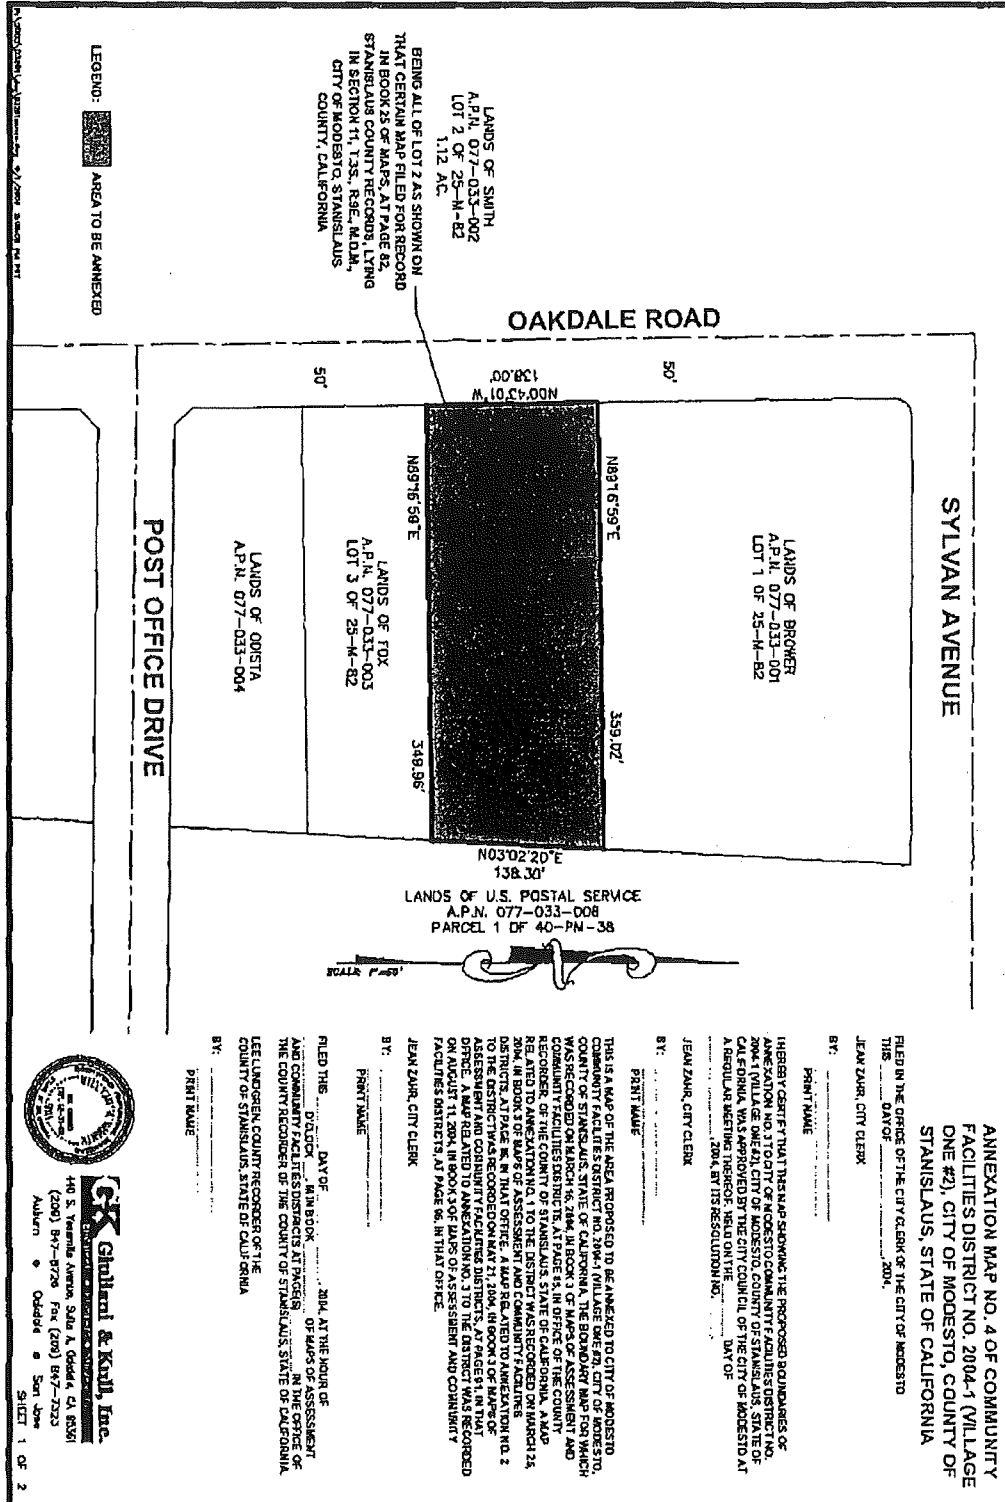 ANNEXATION MAP NO. 4 OF COMMUNITY
FACILITIES DISTRICT NO. 2004-1 (VILLAGE
ONE #2), CITY OF MODESTO, COUNTY OF
STANISLAUS, STATE OF CALIFORNIA
FILED IN THE OFFICE OF THE CITY CLERK OF THE CITY OF MODESTO
THIS ______ DAY OF ____________, 2004.
BY:
PRINT NAME
JEAN ZAHR, CITY CLERK
I HEREBY CERTIFY THAT THIS MAP SHOWING THE PROPOSED BOUNDARIES OF
ANNEXATION NO. 3 TO CITY OF MODESTO COMMUNITY FACILITIES DISTRICT NO.
2004-1 (VILLAGE ONE #2), CITY OF MODESTO, COUNTY OF STANISLAUS, STATE OF
CALIFORNIA, WAS APPROVED BY THE CITY COUNCIL OF THE CITY OF MODESTO AT
A REGULAR MEETING THEREOF, HELD ON THE ______ DAY OF
____________, 2004, BY ITS RESOLUTION NO. ____________
BY:
PRINT NAME
JEAN ZAHR, CITY CLERK
THIS IS A MAP OF THE AREA PROPOSED TO BE ANNEXED TO CITY OF MODESTO
COMMUNITY FACILITIES DISTRICT NO. 2004-1 (VILLAGE ONE #2), CITY OF MODESTO,
COUNTY OF STANISLAUS, STATE OF CALIFORNIA, THE BOUNDARY MAP FOR WHICH
WAS RECORDED ON MARCH 16, 2004, IN BOOK 3 OF MAPS OF ASSESSMENT AND
COMMUNITY FACILITIES DISTRICTS, AT PAGE 85, IN OFFICE OF THE COUNTY
RECORDER, OF THE COUNTY OF STANISLAUS, STATE OF CALIFORNIA. A MAP
RELATED TO ANNEXATION NO. 1 TO THE DISTRICT WAS RECORDED ON MARCH 25,
2004, IN BOOK 3 OF MAPS OF ASSESSMENT AND COMMUNITY FACILITIES
DISTRICTS, AT PAGE 86, IN THAT OFFICE. A MAP RELATED TO ANNEXATION NO. 2
TO THE DISTRICT WAS RECORDED ON MAY 21, 2004, IN BOOK 3 OF MAPS OF
ASSESSMENT AND COMMUNITY FACILITIES DISTRICTS, AT PAGE 91, IN THAT
OFFICE. A MAP RELATED TO ANNEXATION NO. 3 TO THE DISTRICT WAS RECORDED
ON AUGUST 11, 2004, IN BOOK 3 OF MAPS OF ASSESSMENT AND COMMUNITY
FACILITIES DISTRICTS, AT PAGE 96, IN THAT OFFICE.
BY:
PRINT NAME
JEAN ZAHR, CITY CLERK
FILED THIS ______ DAY OF ____________, 2004, AT THE HOUR OF
______ O'CLOCK __M IN BOOK ______ OF MAPS OF ASSESSMENT
AND COMMUNITY FACILITIES DISTRICTS AT PAGE(S) ______ IN THE OFFICE OF
THE COUNTY RECORDER OF THE COUNTY OF STANISLAUS, STATE OF CALIFORNIA.
LEE LUNDGREN, COUNTY RECORDER OF THE
COUNTY OF STANISLAUS, STATE OF CALIFORNIA
BY:
PRINT NAME
SYLVAN AVENUE
OAKDALE ROAD
POST OFFICE DRIVE
50'
50'
LANDS OF BROWER
A.P.N. 077-033-001
LOT 1 OF 25-M-82
N89°16'59"E
359.02'
N00°43'01"W
138.00'
N89°16'59"E
349.96'
N03°02'20"E
138.30'
LANDS OF U.S. POSTAL SERVICE
A.P.N. 077-033-008
PARCEL 1 OF 40-PM-38
SCALE: 1"=60'
LANDS OF FOX
A.P.N. 077-033-003
LOT 3 OF 25-M-82
LANDS OF ODISTA
A.P.N. 077-033-004
LANDS OF SMITH
A.P.N. 077-033-002
LOT 2 OF 25-M-82
1.12 AC.
BEING ALL OF LOT 2 AS SHOWN ON
THAT CERTAIN MAP FILED FOR RECORD
IN BOOK 25 OF MAPS, AT PAGE 82,
STANISLAUS COUNTY RECORDS, LYING
IN SECTION 11, T.3S., R.9E., M.D.M.,
CITY OF MODESTO, STANISLAUS
COUNTY, CALIFORNIA
LEGEND: AREA TO BE ANNEXED
GK Giuliani & Kull, Inc.
440 S. Yosemite Avenue, Suite A, Oakdale, CA 95361
(209) 847-8726 Fax (209) 847-7323
Auburn Oakdale San Jose
SHEET 1 OF 2